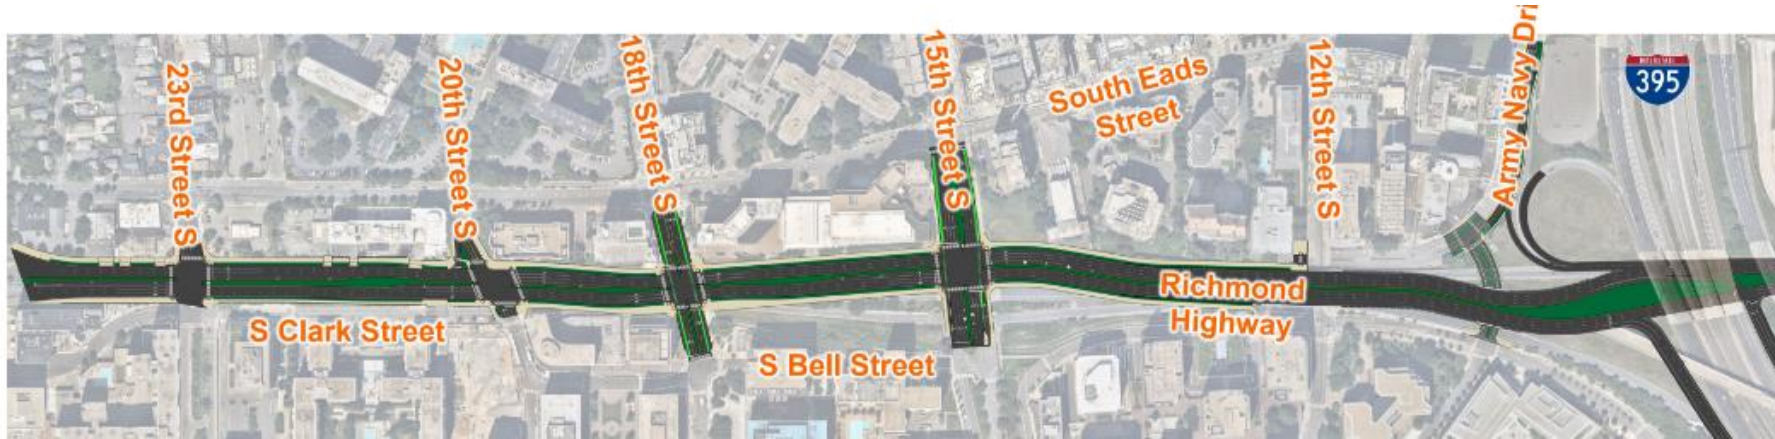 23rd Street S
20th Street S
18th Street S
15th Street S
South Eads
Street
12th Street S
Army Navy Dri
395
S Clark Street
S Bell Street
Richmond
Highway